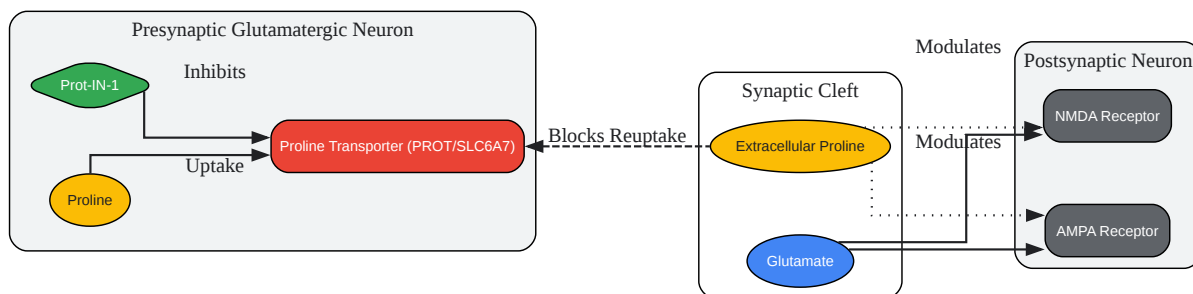 Presynaptic Glutamatergic Neuron
Prot-IN-1
Inhibits
Proline Transporter (PROT/SLC6A7)
Uptake
Proline
Blocks Reuptake
Synaptic Cleft
Extracellular Proline
Glutamate
Modulates
Modulates
Postsynaptic Neuron
NMDA Receptor
AMPA Receptor